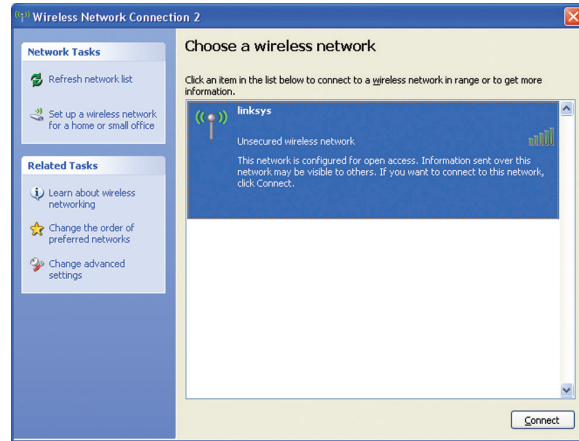 Wireless Network Connection 2
Network Tasks
Refresh network list
Set up a wireless network
for a home or small office
Related Tasks
Learn about wireless
networking
Change the order of
preferred networks
Change advanced
settings
Choose a wireless network
Click an item in the list below to connect to a wireless network in range or to get more
information.
linksys
Unsecured wireless network
This network is configured for open access. Information sent over this
network may be visible to others. If you want to connect to this network,
click Connect.
Connect